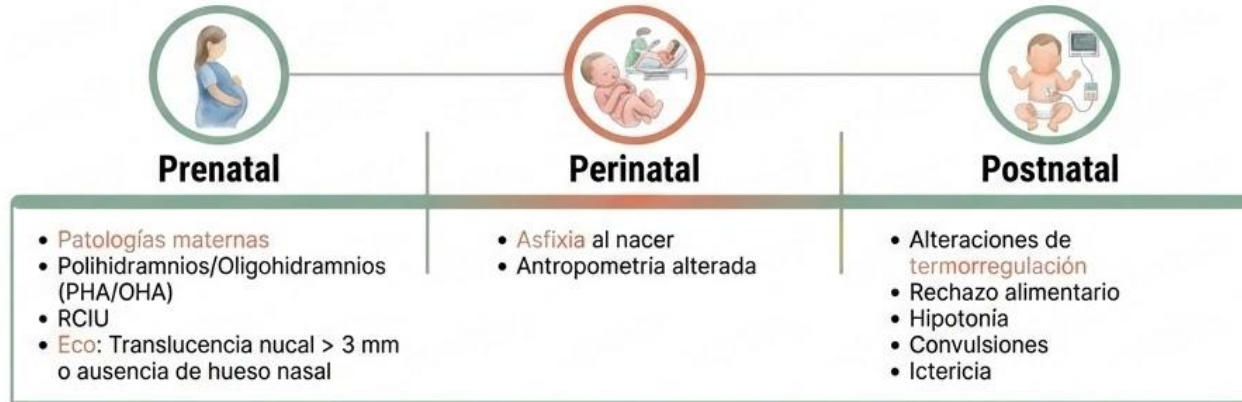 Prenatal
• Patologías maternas
• Polihidramnios/Oligohidramnios
(PHA/OHA)
• RCIU
• Eco: Translucencia nucal > 3 mm
o ausencia de hueso nasal
Perinatal
• Asfixia al nacer
• Antropometría alterada
Postnatal
• Alteraciones de
termorregulación
• Rechazo alimentario
• Hipotonía
• Convulsiones
• Ictericia